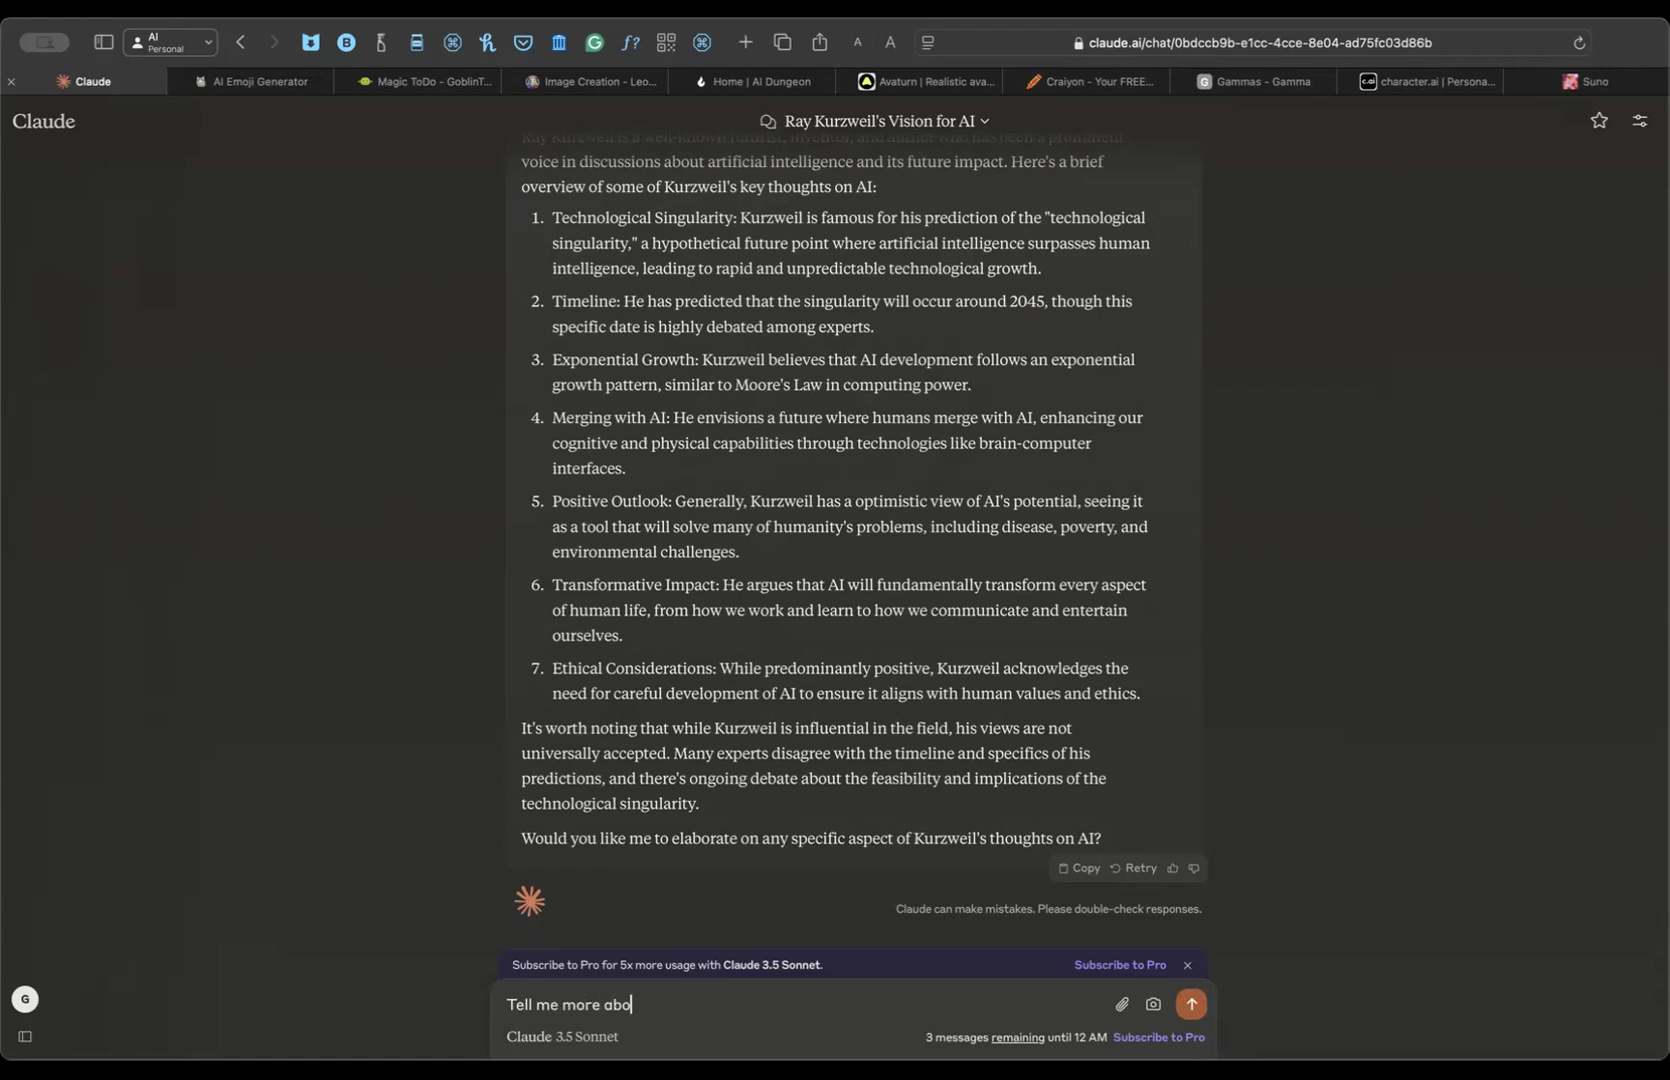 AI
Personal
claude.ai/chat/0bdccb9b-e1cc-4cce-8e04-ad75fc03d86b
Claude
AI Emoji Generator
Magic ToDo - GoblinT...
Image Creation - Leo...
Home | AI Dungeon
Avaturn | Realistic ava...
Craiyon - Your FREE...
Gammas - Gamma
character.ai | Persona...
Suno
Claude
Ray Kurzweil's Vision for AI
Ray Kurzweil is a well-known futurist, inventor, and author who has been a prominent
voice in discussions about artificial intelligence and its future impact. Here's a brief
overview of some of Kurzweil's key thoughts on AI:
1. Technological Singularity: Kurzweil is famous for his prediction of the "technological
singularity," a hypothetical future point where artificial intelligence surpasses human
intelligence, leading to rapid and unpredictable technological growth.
2. Timeline: He has predicted that the singularity will occur around 2045, though this
specific date is highly debated among experts.
3. Exponential Growth: Kurzweil believes that AI development follows an exponential
growth pattern, similar to Moore's Law in computing power.
4. Merging with AI: He envisions a future where humans merge with AI, enhancing our
cognitive and physical capabilities through technologies like brain-computer
interfaces.
5. Positive Outlook: Generally, Kurzweil has a optimistic view of AI's potential, seeing it
as a tool that will solve many of humanity's problems, including disease, poverty, and
environmental challenges.
6. Transformative Impact: He argues that AI will fundamentally transform every aspect
of human life, from how we work and learn to how we communicate and entertain
ourselves.
7. Ethical Considerations: While predominantly positive, Kurzweil acknowledges the
need for careful development of AI to ensure it aligns with human values and ethics.
It's worth noting that while Kurzweil is influential in the field, his views are not
universally accepted. Many experts disagree with the timeline and specifics of his
predictions, and there's ongoing debate about the feasibility and implications of the
technological singularity.
Would you like me to elaborate on any specific aspect of Kurzweil's thoughts on AI?
Copy Retry
Claude can make mistakes. Please double-check responses.
Subscribe to Pro for 5x more usage with Claude 3.5 Sonnet.
Subscribe to Pro
G
Tell me more abo
Claude 3.5 Sonnet
3 messages remaining until 12 AM Subscribe to Pro